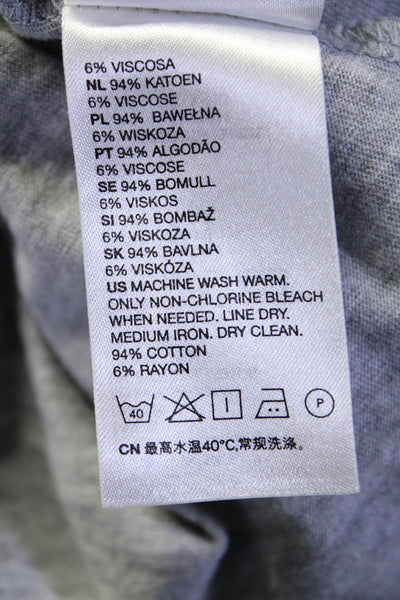 6% VISCOSA
NL 94% KATOEN
6% VISCOSE
PL 94% BAWEŁNA
6% WISKOZA
PT 94% ALGODÃO
6% VISCOSE
SE 94% BOMULL
6% VISKOS
SI 94% BOMBAŽ
6% VISKOZA
SK 94% BAVLNA
6% VISKÓZA
US MACHINE WASH WARM.
ONLY NON-CHLORINE BLEACH
WHEN NEEDED. LINE DRY.
MEDIUM IRON. DRY CLEAN.
94% COTTON
6% RAYON
40 P
CN 最高水温40°C,常规洗涤。